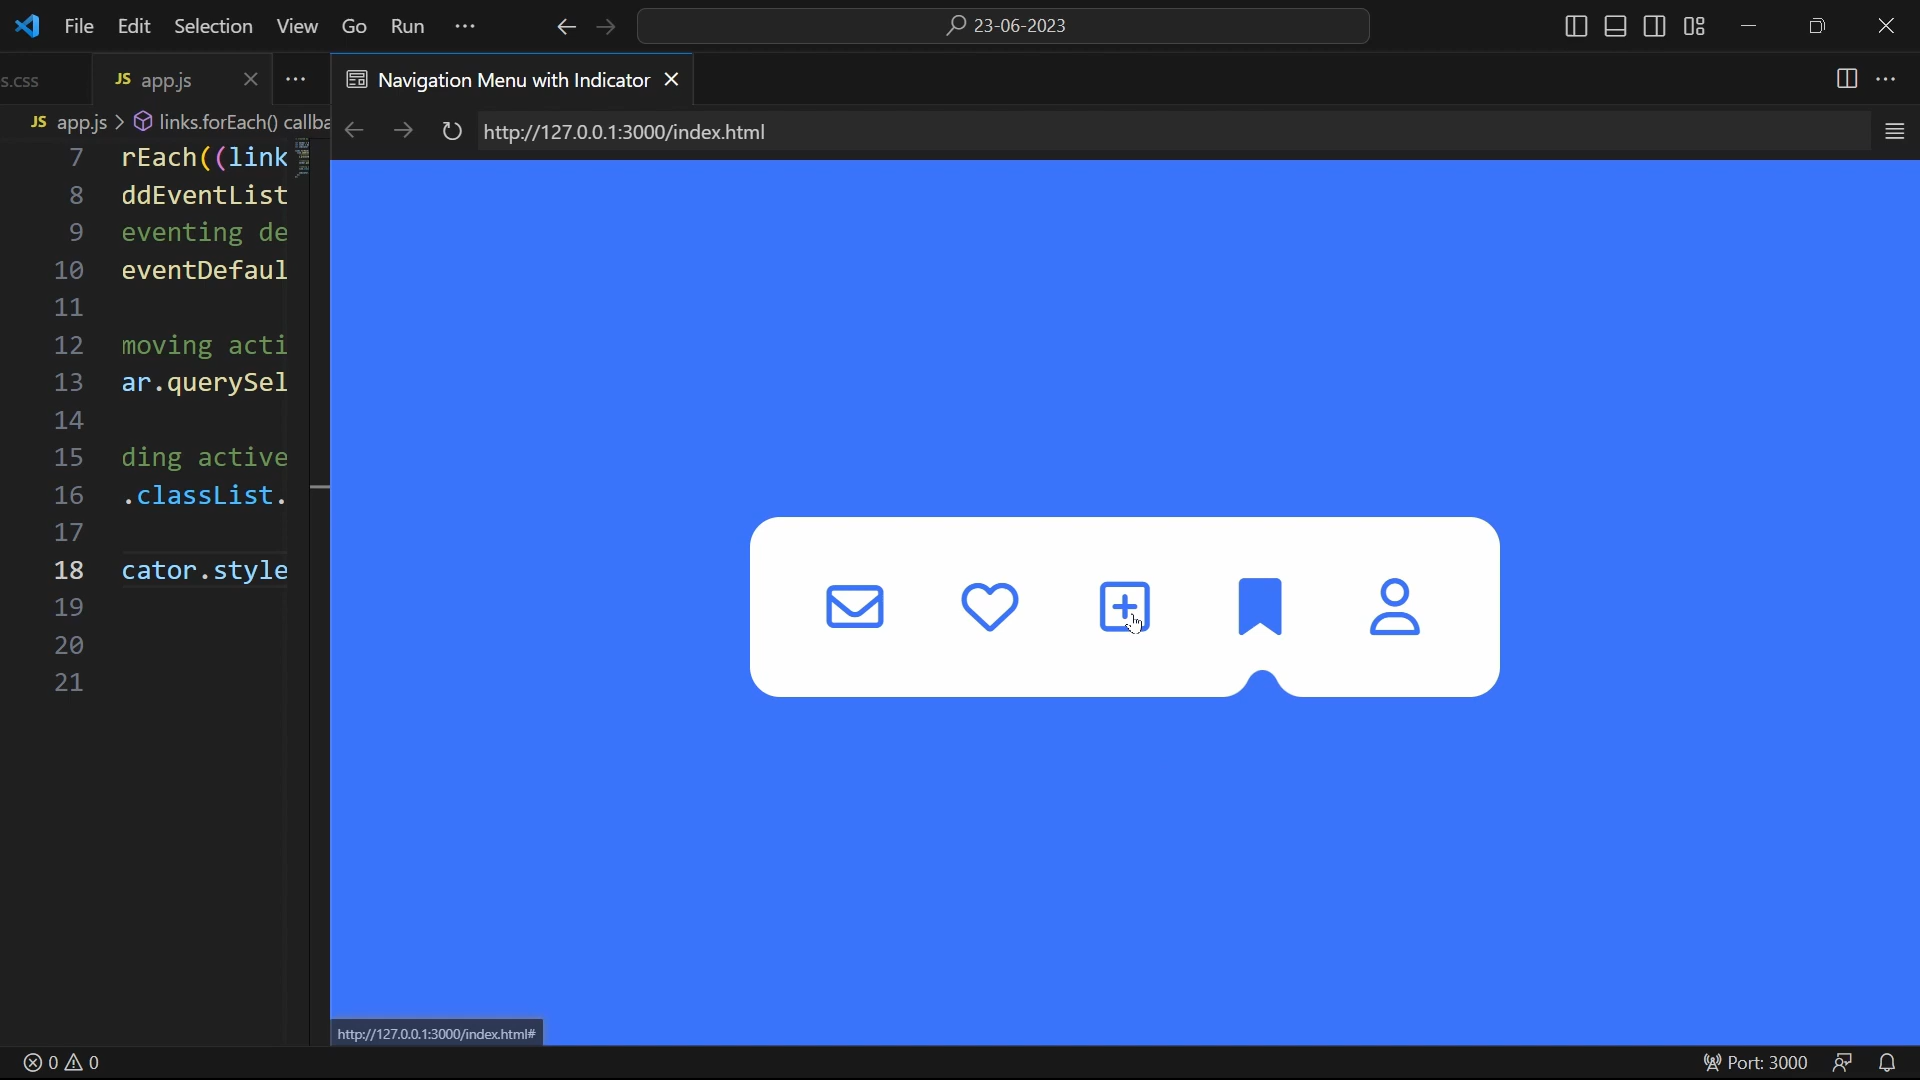 File Edit Selection View Go Run ···
23-06-2023
s.css
JS app.js
···
Navigation Menu with Indicator
···
JS app.js > links.forEach() callba
http://127.0.0.1:3000/index.html
7 rEach((link
8 ddEventList
9 eventing de
10 eventDefaul
11
12 moving acti
13 ar.querySel
14
15 ding active
16 .classList.
17
18 cator.style
19
20
21
http://127.0.0.1:3000/index.html#
0 0
Port: 3000